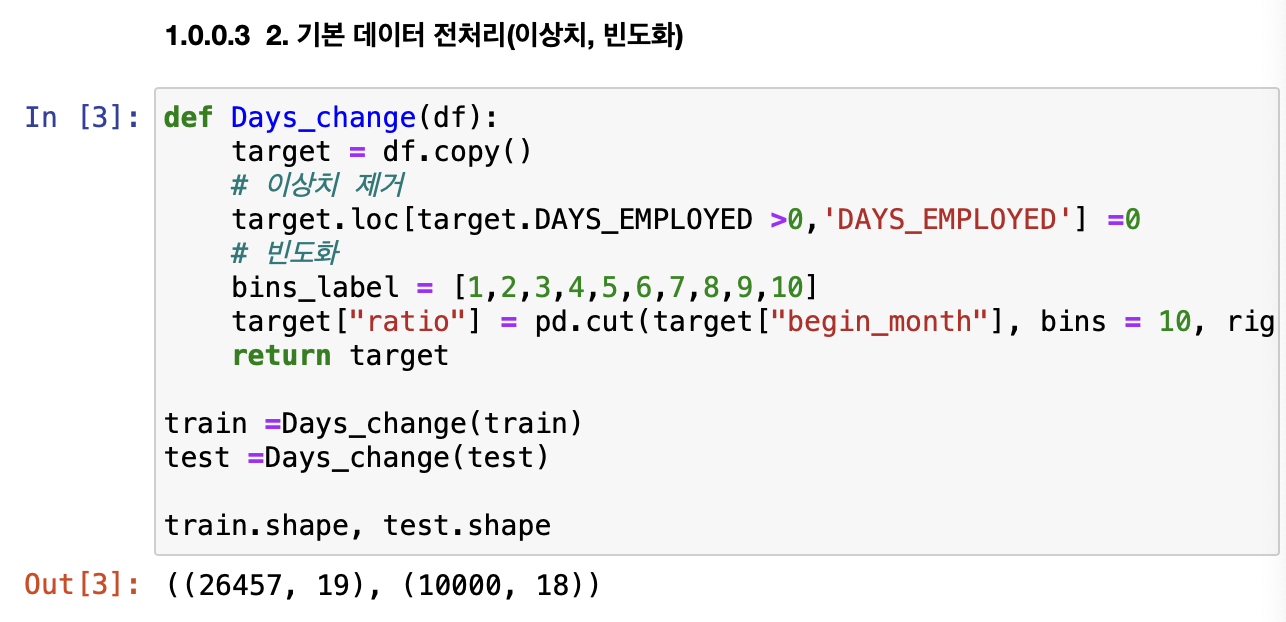 1.0.0.3 2. 기본 데이터 전처리(이상치, 빈도화)
In [3]:
def Days_change(df):
    target = df.copy()
    # 이상치 제거
    target.loc[target.DAYS_EMPLOYED >0,'DAYS_EMPLOYED'] =0
    # 빈도화
    bins_label = [1,2,3,4,5,6,7,8,9,10]
    target["ratio"] = pd.cut(target["begin_month"], bins = 10, rig
    return target
train =Days_change(train)
test =Days_change(test)
train.shape, test.shape
Out[3]: ((26457, 19), (10000, 18))